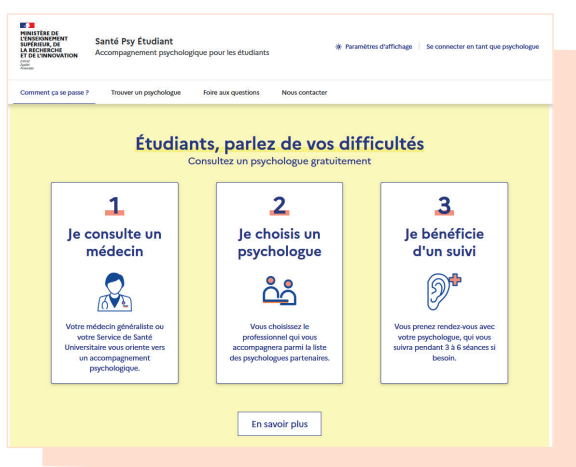 MINISTÈRE DE
L'ENSEIGNEMENT
SUPÉRIEUR, DE
LA RECHERCHE
ET DE L'INNOVATION
Liberté
Égalité
Fraternité
Santé Psy Étudiant
Accompagnement psychologique pour les étudiants
Paramètres d'affichage
Se connecter en tant que psychologue
Comment ça se passe ?
Trouver un psychologue
Foire aux questions
Nous contacter
Étudiants, parlez de vos difficultés
Consultez un psychologue gratuitement
1
Je consulte un
médecin
Votre médecin généraliste ou
votre Service de Santé
Universitaire vous oriente vers
un accompagnement
psychologique.
2
Je choisis un
psychologue
Vous choisissez le
professionnel qui vous
accompagnera parmi la liste
des psychologues partenaires.
3
Je bénéficie
d'un suivi
Vous prenez rendez-vous avec
votre psychologue, qui vous
suivra pendant 3 à 6 séances si
besoin.
En savoir plus